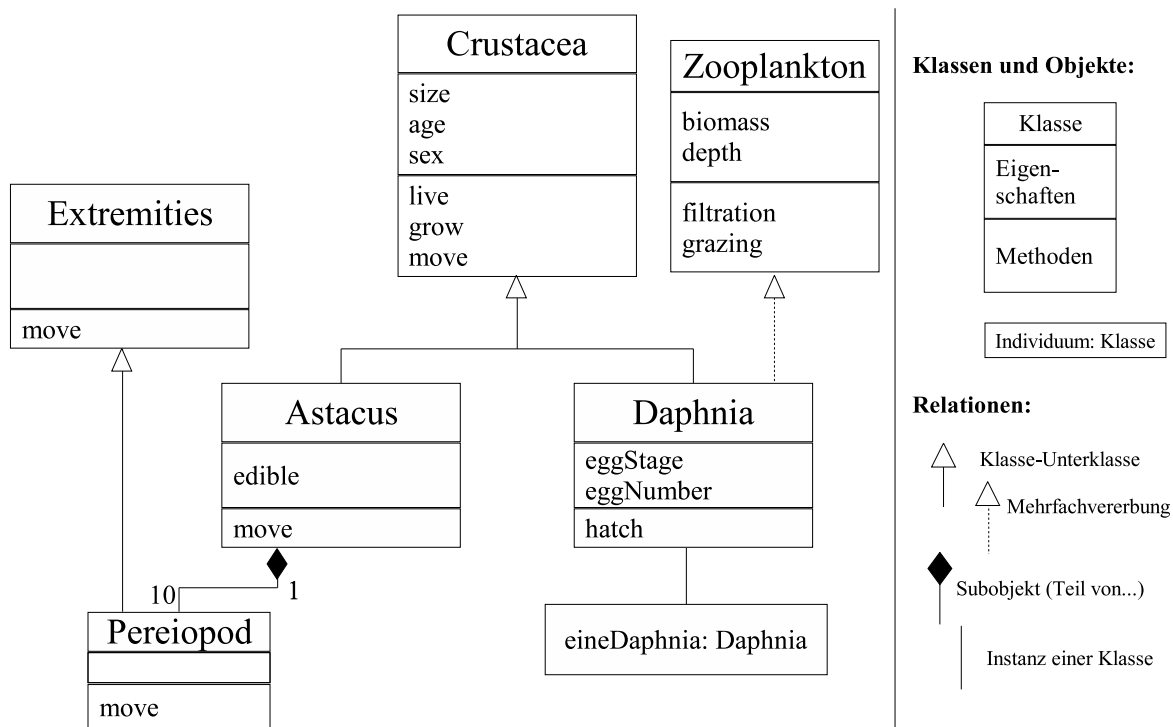 Crustacea
size
age
sex
live
grow
move
Zooplankton
biomass
depth
filtration
grazing
Extremities
move
Astacus
edible
move
Daphnia
eggStage
eggNumber
hatch
10
1
Pereiopod
move
eineDaphnia: Daphnia
Klassen und Objekte:
Klasse
Eigen-
schaften
Methoden
Individuum: Klasse
Relationen:
Klasse-Unterklasse
Mehrfachvererbung
Subobjekt (Teil von...)
Instanz einer Klasse